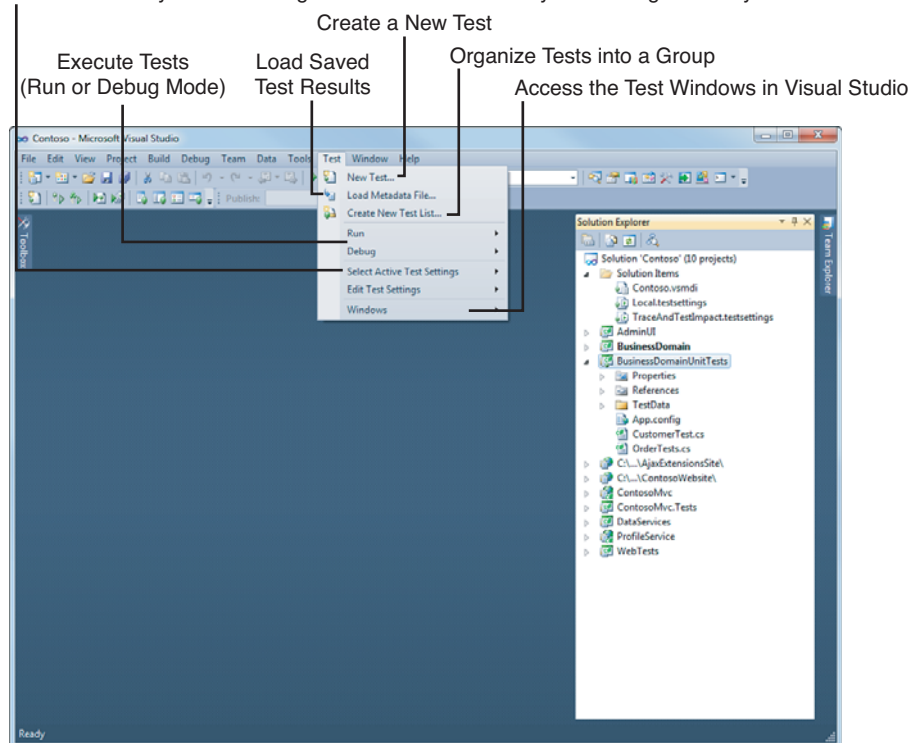 Create a New Test
Execute Tests
(Run or Debug Mode)
Load Saved
Test Results
Organize Tests into a Group
Access the Test Windows in Visual Studio
Contoso - Microsoft Visual Studio
File Edit View Project Build Debug Team Data Tools Test Window Help
Publish:
New Test...
Load Metadata File...
Create New Test List...
Run
Debug
Select Active Test Settings
Edit Test Settings
Windows
Toolbox
Solution Explorer
Team Explorer
Solution 'Contoso' (10 projects)
Solution Items
Contoso.vsmdi
Local.testsettings
TraceAndTestImpact.testsettings
AdminUI
BusinessDomain
BusinessDomainUnitTests
Properties
References
TestData
App.config
CustomerTest.cs
OrderTests.cs
C:\...\AjaxExtensionsSite\
C:\...\ContosoWebsite\
ContosoMvc
ContosoMvc.Tests
DataServices
ProfileService
WebTests
Ready